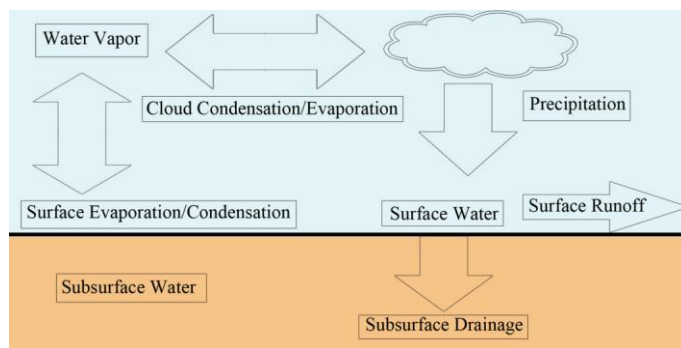 Water Vapor
Cloud Condensation/Evaporation
Precipitation
Surface Evaporation/Condensation
Surface Water
Surface Runoff
Subsurface Water
Subsurface Drainage